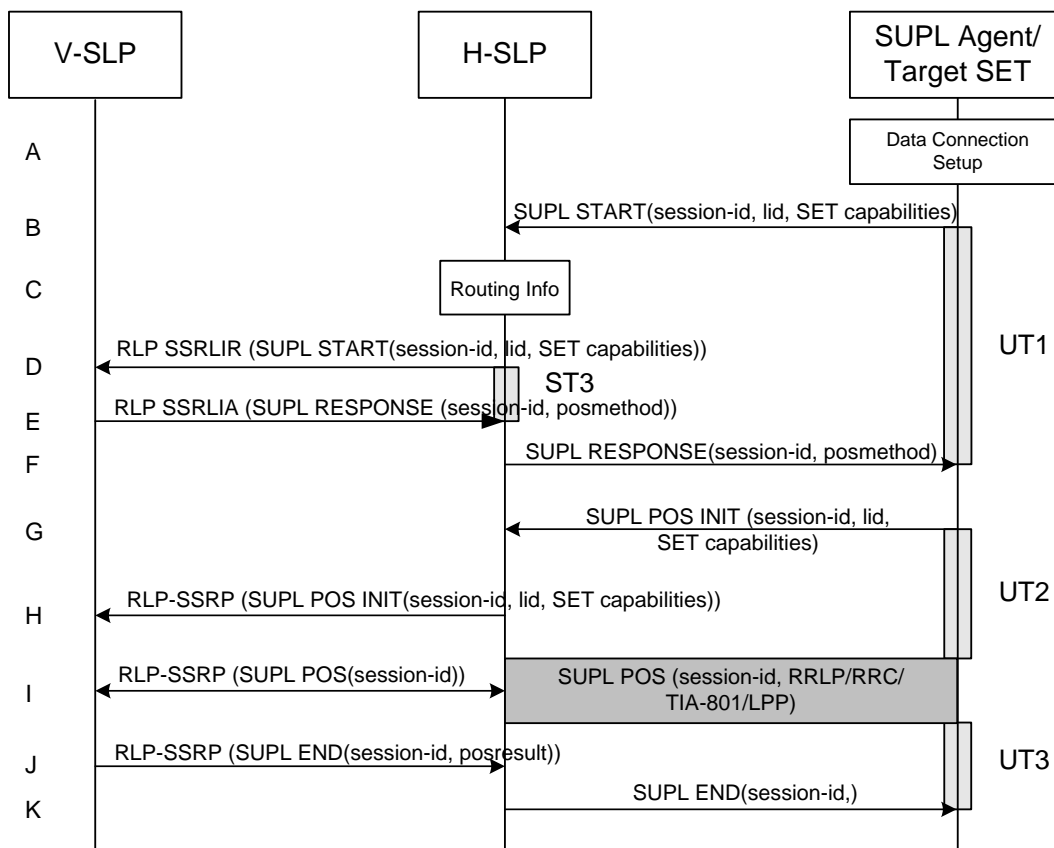 V-SLP
H-SLP
SUPL Agent/
Target SET
A
Data Connection
Setup
B
SUPL START(session-id, lid, SET capabilities)
C
Routing Info
UT1
D
RLP SSRLIR (SUPL START(session-id, lid, SET capabilities))
ST3
E
RLP SSRLIA (SUPL RESPONSE (session-id, posmethod))
F
SUPL RESPONSE(session-id, posmethod)
G
SUPL POS INIT (session-id, lid,
SET capabilities)
H
RLP-SSRP (SUPL POS INIT(session-id, lid, SET capabilities))
UT2
I
RLP-SSRP (SUPL POS(session-id))
SUPL POS (session-id, RRLP/RRC/
TIA-801/LPP)
J
RLP-SSRP (SUPL END(session-id, posresult))
UT3
K
SUPL END(session-id,)